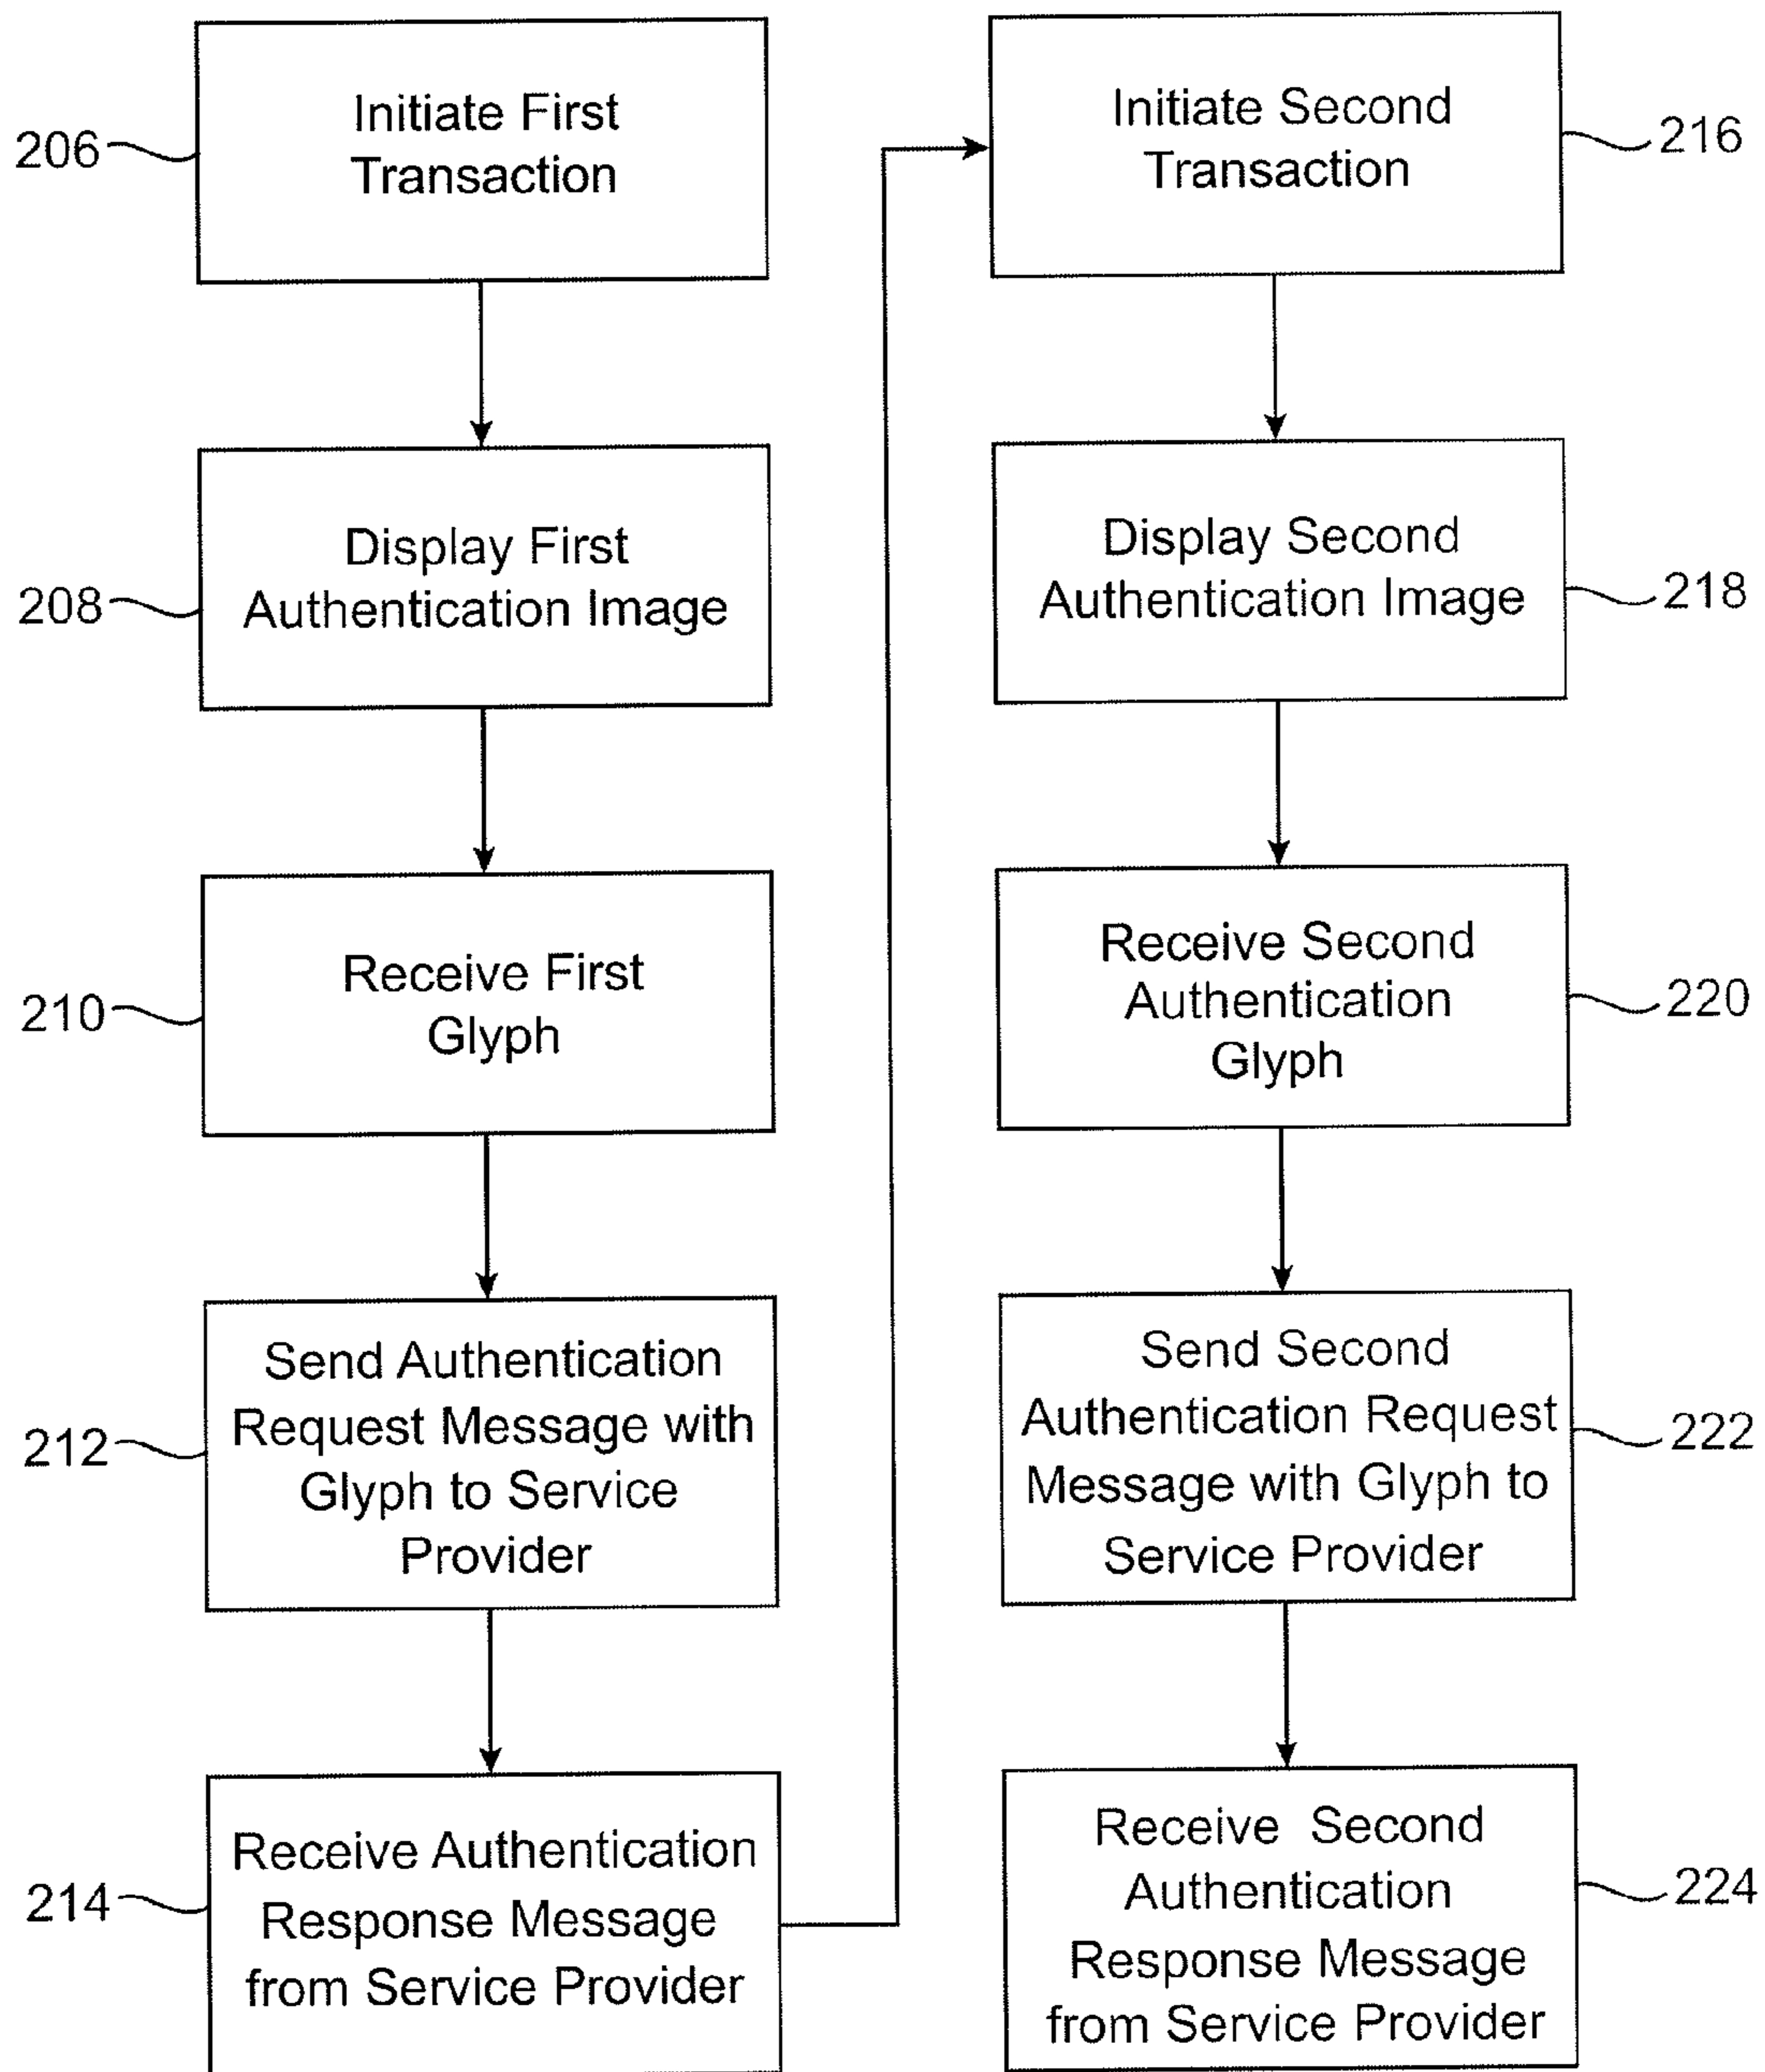 206
Initiate First
Transaction
208
Display First
Authentication Image
210
Receive First
Glyph
212
Send Authentication
Request Message with
Glyph to Service
Provider
214
Receive Authentication
Response Message
from Service Provider
Initiate Second
Transaction
216
Display Second
Authentication Image
218
Receive Second
Authentication
Glyph
220
Send Second
Authentication Request
Message with Glyph to
Service Provider
222
Receive Second
Authentication
Response Message
from Service Provider
224